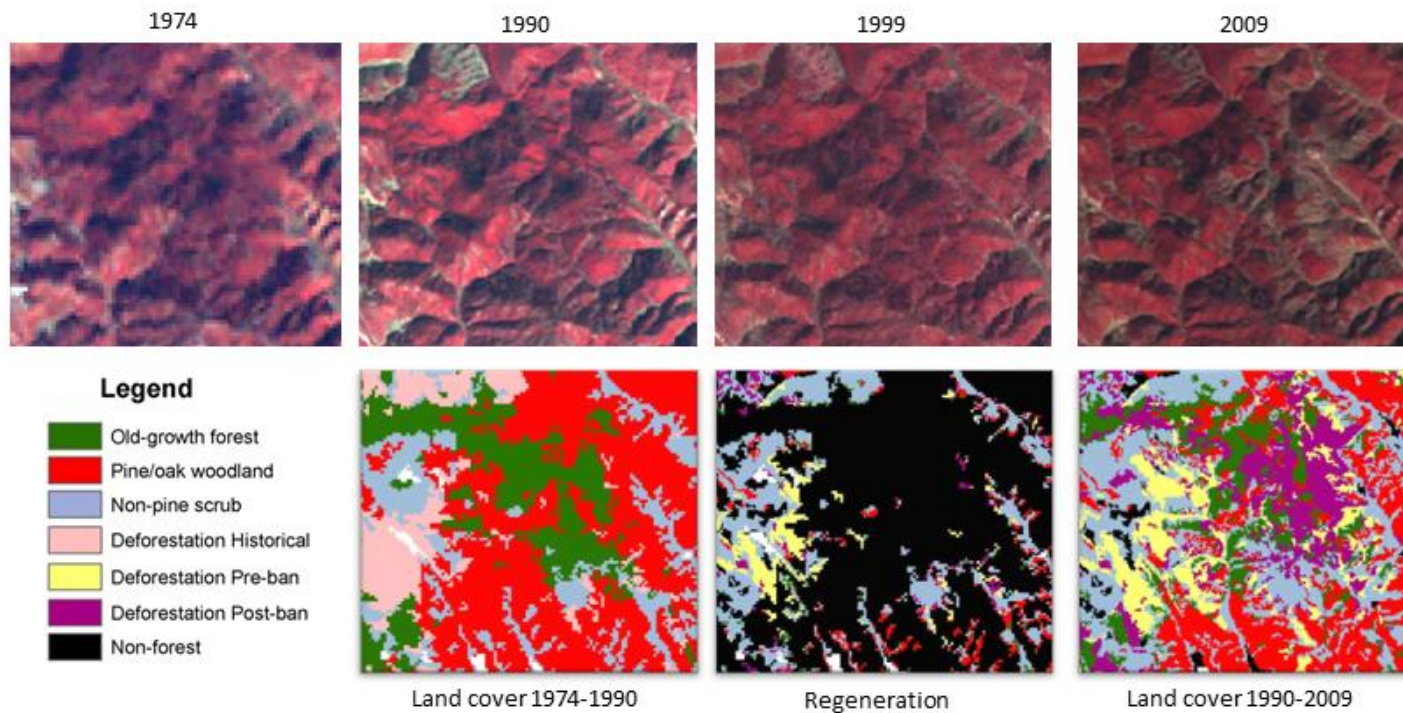 1974
1990
1999
2009
Legend
Old-growth forest
Pine/oak woodland
Non-pine scrub
Deforestation Historical
Deforestation Pre-ban
Deforestation Post-ban
Non-forest
Land cover 1974-1990
Regeneration
Land cover 1990-2009